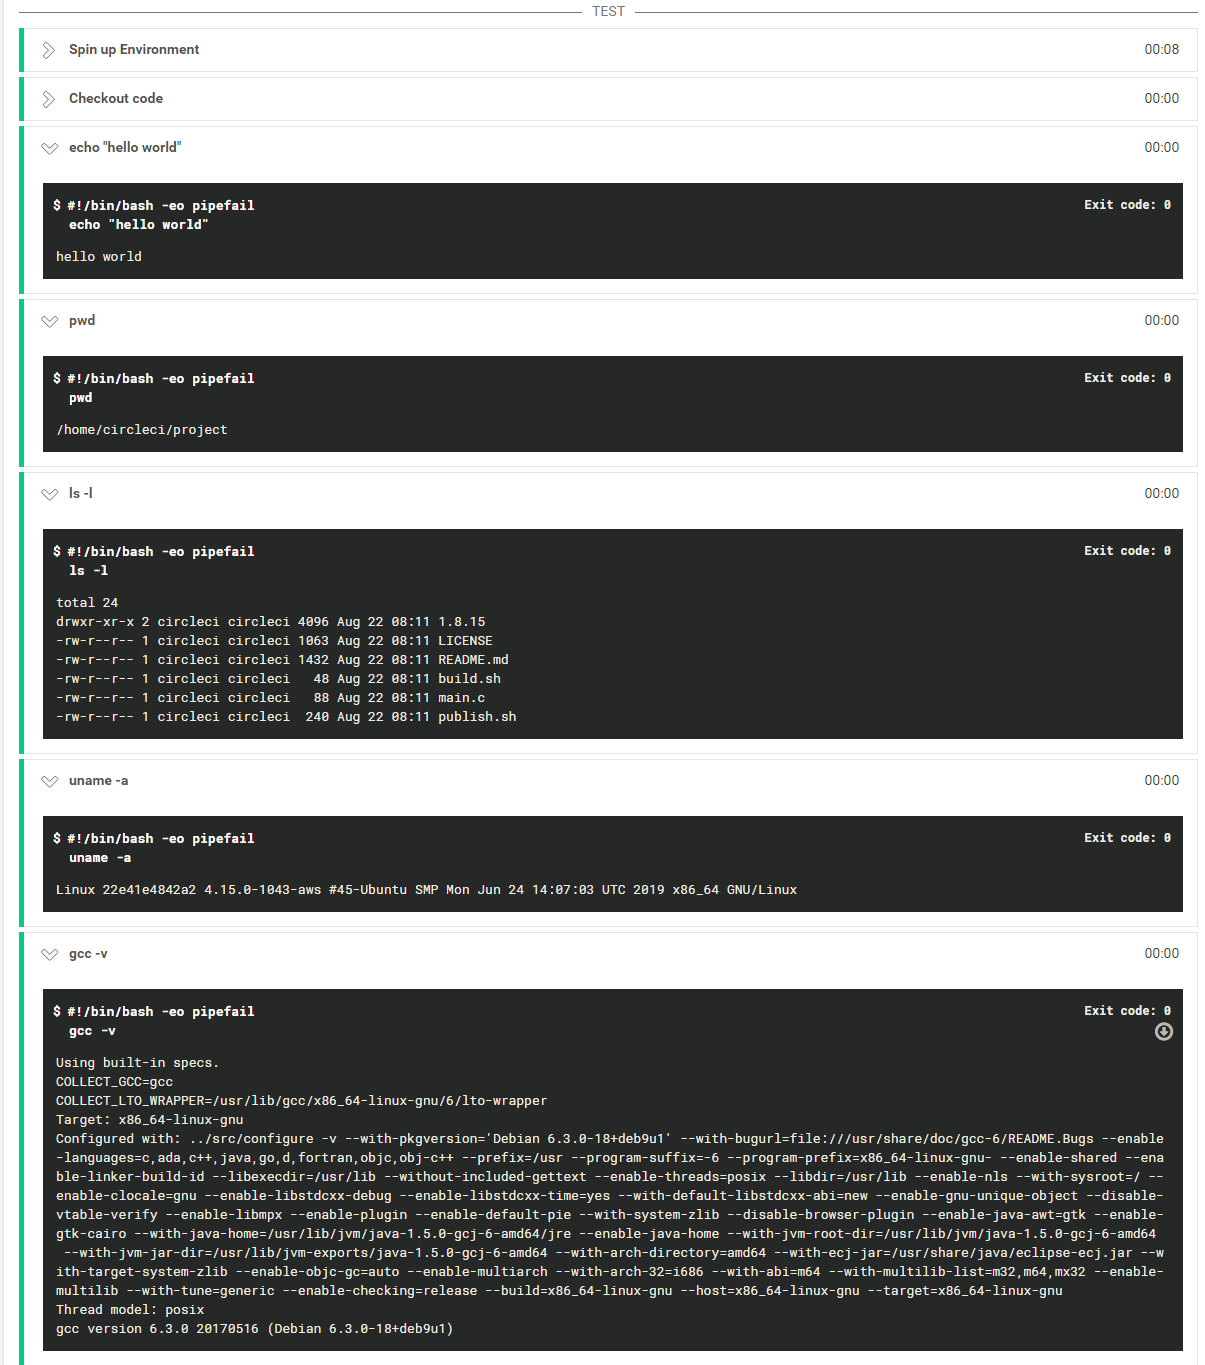 TEST
Spin up Environment 00:08
Checkout code 00:00
echo "hello world" 00:00
$ #!/bin/bash -eo pipefail Exit code: 0
echo "hello world"
hello world
pwd 00:00
$ #!/bin/bash -eo pipefail Exit code: 0
pwd
/home/circleci/project
ls -l 00:00
$ #!/bin/bash -eo pipefail Exit code: 0
ls -l
total 24
drwxr-xr-x 2 circleci circleci 4096 Aug 22 08:11 1.8.15
-rw-r--r-- 1 circleci circleci 1063 Aug 22 08:11 LICENSE
-rw-r--r-- 1 circleci circleci 1432 Aug 22 08:11 README.md
-rw-r--r-- 1 circleci circleci   48 Aug 22 08:11 build.sh
-rw-r--r-- 1 circleci circleci   88 Aug 22 08:11 main.c
-rw-r--r-- 1 circleci circleci  240 Aug 22 08:11 publish.sh
uname -a 00:00
$ #!/bin/bash -eo pipefail Exit code: 0
uname -a
Linux 22e41e4842a2 4.15.0-1043-aws #45-Ubuntu SMP Mon Jun 24 14:07:03 UTC 2019 x86_64 GNU/Linux
gcc -v 00:00
$ #!/bin/bash -eo pipefail Exit code: 0
gcc -v
Using built-in specs.
COLLECT_GCC=gcc
COLLECT_LTO_WRAPPER=/usr/lib/gcc/x86_64-linux-gnu/6/lto-wrapper
Target: x86_64-linux-gnu
Configured with: ../src/configure -v --with-pkgversion='Debian 6.3.0-18+deb9u1' --with-bugurl=file:///usr/share/doc/gcc-6/README.Bugs --enable
-languages=c,ada,c++,java,go,d,fortran,objc,obj-c++ --prefix=/usr --program-suffix=-6 --program-prefix=x86_64-linux-gnu- --enable-shared --ena
ble-linker-build-id --libexecdir=/usr/lib --without-included-gettext --enable-threads=posix --libdir=/usr/lib --enable-nls --with-sysroot=/ --
enable-clocale=gnu --enable-libstdcxx-debug --enable-libstdcxx-time=yes --with-default-libstdcxx-abi=new --enable-gnu-unique-object --disable-
vtable-verify --enable-libmpx --enable-plugin --enable-default-pie --with-system-zlib --disable-browser-plugin --enable-java-awt=gtk --enable-
gtk-cairo --with-java-home=/usr/lib/jvm/java-1.5.0-gcj-6-amd64/jre --enable-java-home --with-jvm-root-dir=/usr/lib/jvm/java-1.5.0-gcj-6-amd64
--with-jvm-jar-dir=/usr/lib/jvm-exports/java-1.5.0-gcj-6-amd64 --with-arch-directory=amd64 --with-ecj-jar=/usr/share/java/eclipse-ecj.jar --w
ith-target-system-zlib --enable-objc-gc=auto --enable-multiarch --with-arch-32=i686 --with-abi=m64 --with-multilib-list=m32,m64,mx32 --enable-
multilib --with-tune=generic --enable-checking=release --build=x86_64-linux-gnu --host=x86_64-linux-gnu --target=x86_64-linux-gnu
Thread model: posix
gcc version 6.3.0 20170516 (Debian 6.3.0-18+deb9u1)